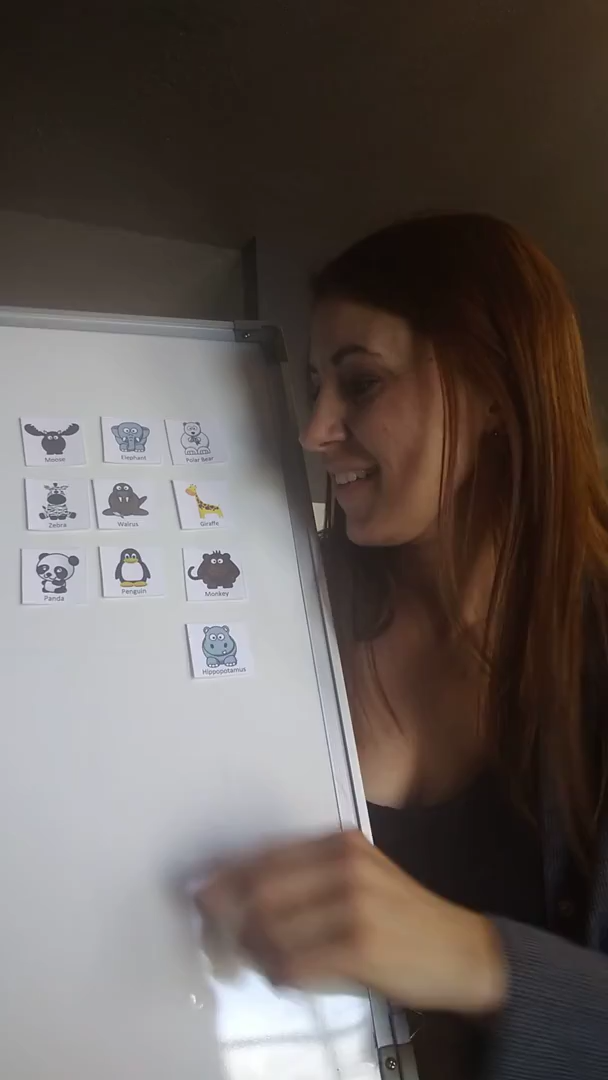 Moose
Elephant
Polar Bear
Zebra
Walrus
Giraffe
Panda
Penguin
Monkey
Hippopotamus